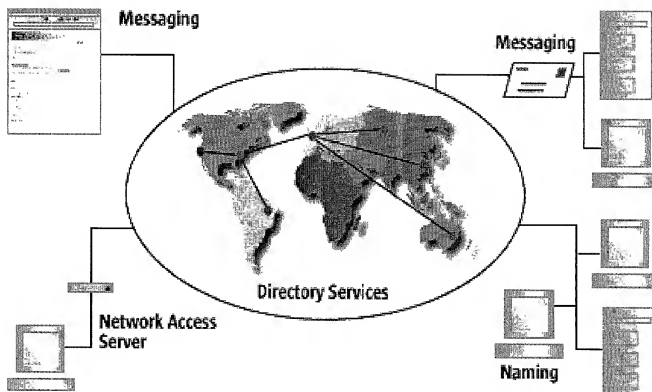 Messaging
Messaging
Directory Services
Network Access
Server
Naming